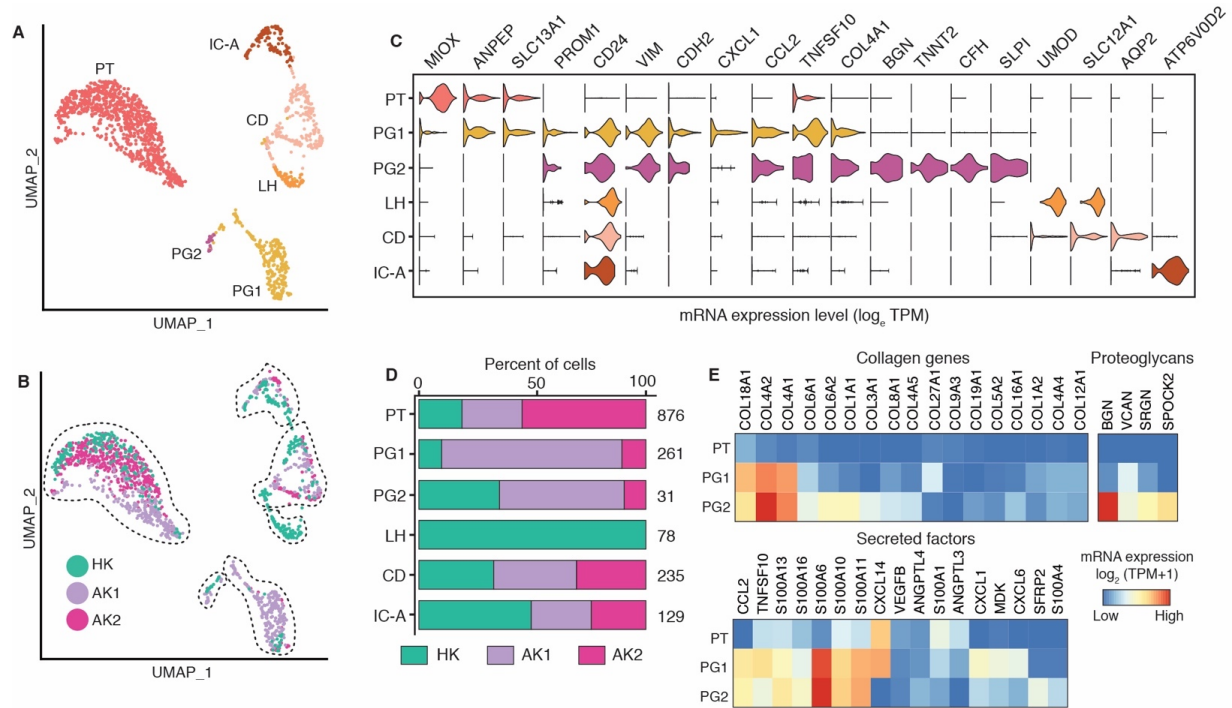 A
UMAP_2
PT
IC-A
CD
LH
PG2
PG1
UMAP_1
C
MIOX
ANPEP
SLC13A1
PROM1
CD24
VIM
CDH2
CXCL1
CCL2
TNFSF10
COL4A1
BGN
TNNT2
CFH
SLPI
UMOD
SLC12A1
AQP2
ATP6V0D2
PT
PG1
PG2
LH
CD
IC-A
mRNA expression level (loge TPM)
B
UMAP_2
HK
AK1
AK2
UMAP_1
D
Percent of cells
0 50 100
PT 876
PG1 261
PG2 31
LH 78
CD 235
IC-A 129
HK AK1 AK2
E
Collagen genes
COL18A1
COL4A2
COL4A1
COL6A2
COL6A2
COL1A1
COL3A1
COL8A1
COL4A5
COL27A1
COL9A3
COL19A1
COL5A2
COL16A1
COL1A2
COL4A4
COL12A1
PT
PG1
PG2
Proteoglycans
BGN
VCAN
SRGN
SPOCK2
Secreted factors
CCL2
TNFSF10
S100A13
S100A16
S100A6
S100A10
S100A11
CXCL14
VEGFB
ANGPTL4
S100A1
ANGPTL3
CXCL1
MDK
CXCL6
SFRP2
S100A4
PT
PG1
PG2
mRNA expression
log2 (TPM+1)
Low High